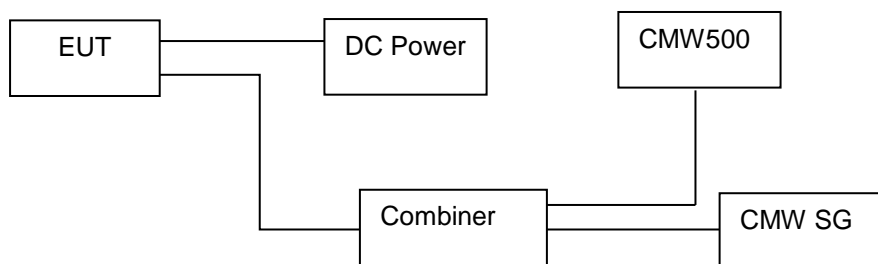 EUT
DC Power
CMW500
Combiner
CMW SG